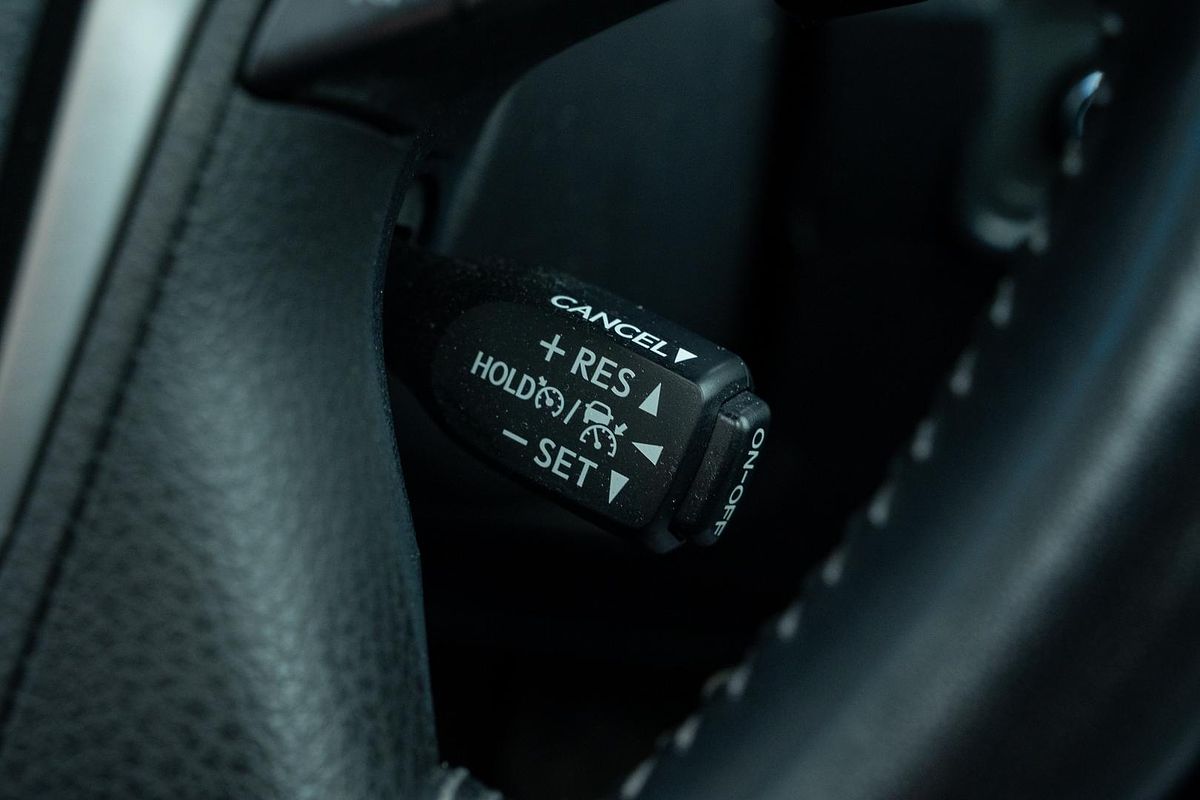 CANCEL▼
+ RES ▲
HOLD / ◀
− SET ▼
ON-OFF